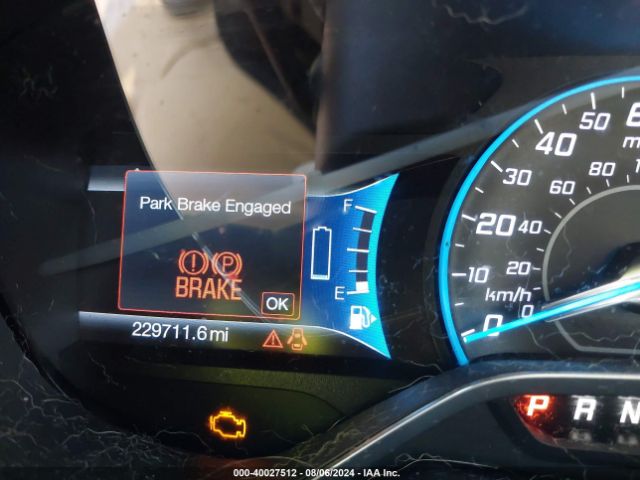 Park Brake Engaged
P
BRAKE
OK
229711.6mi
F
E
0
10
20
30
40
50
0
20
40
60
80
km/h
P R N
000-40027512 - 08/06/2024 - IAA Inc.